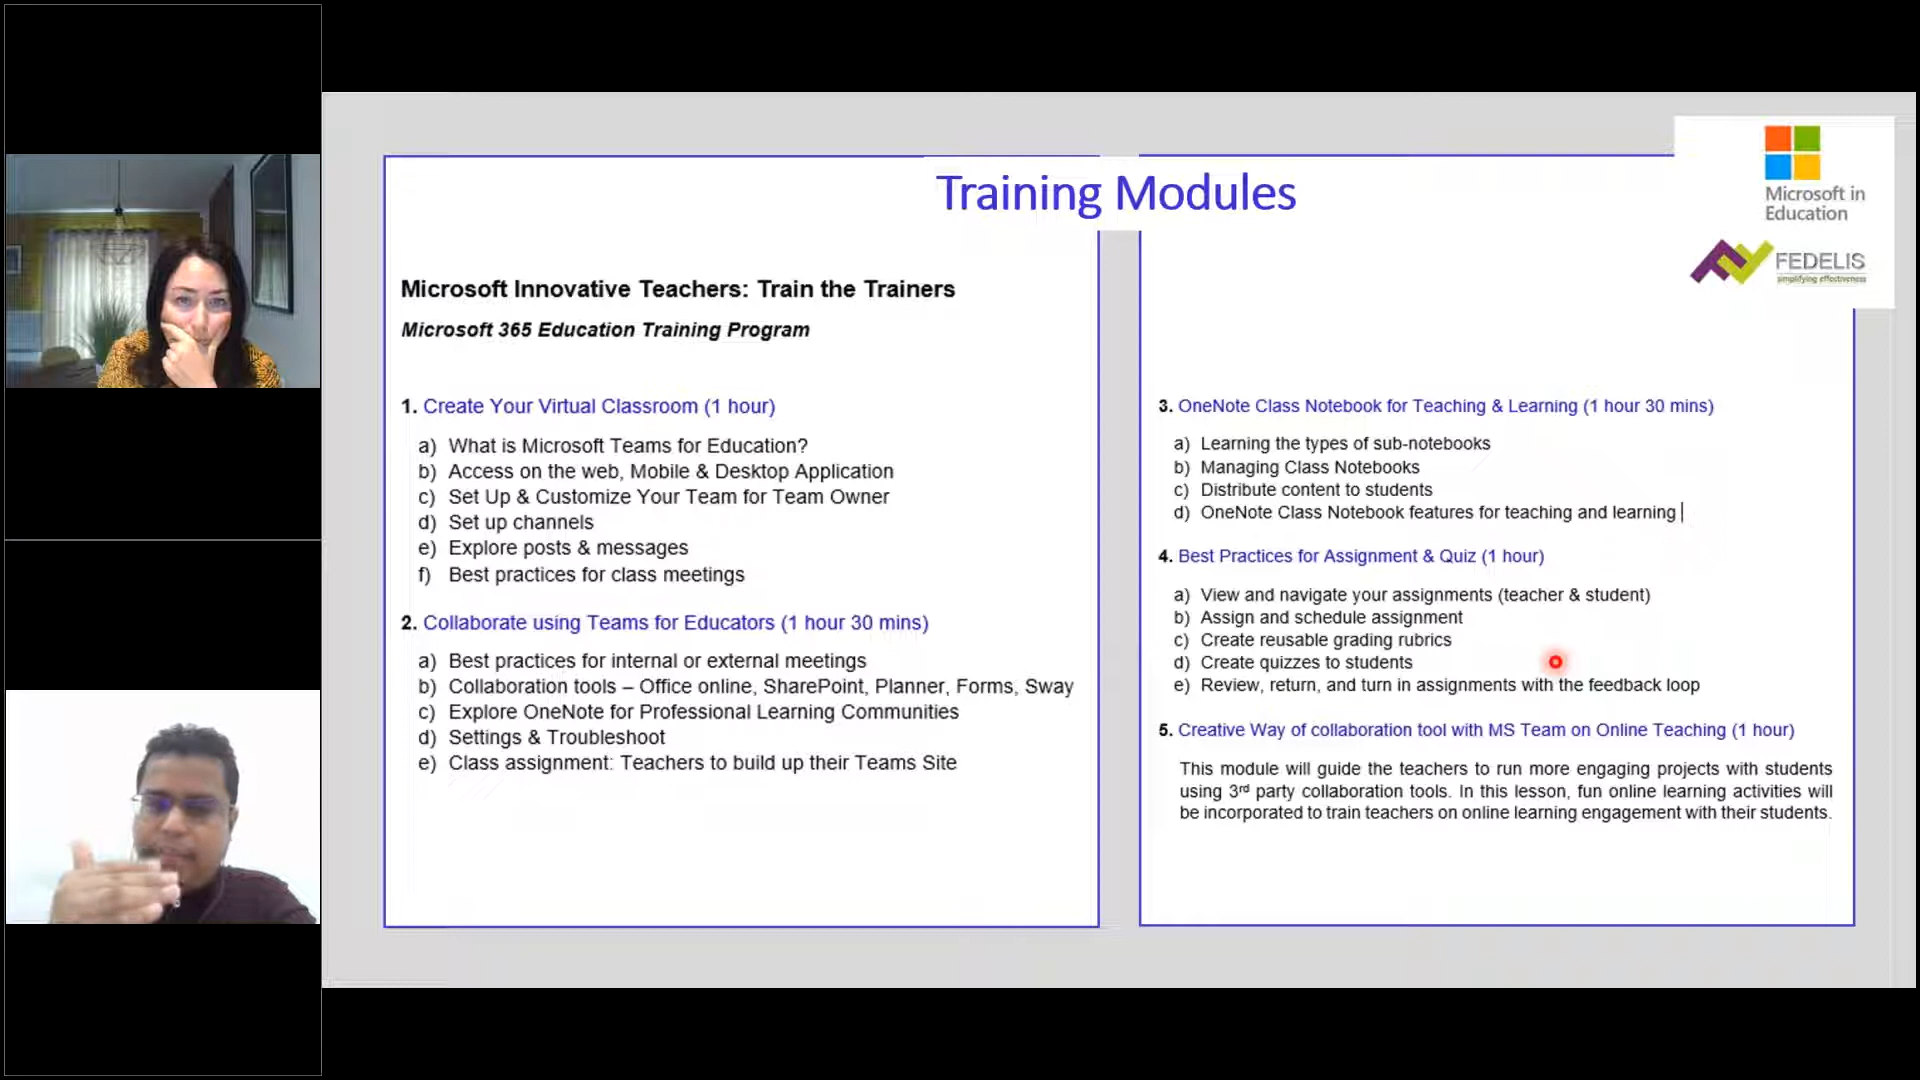 Training Modules
Microsoft in
Education
FEDELIS
simplifying effectiveness
Microsoft Innovative Teachers: Train the Trainers
Microsoft 365 Education Training Program
1. Create Your Virtual Classroom (1 hour)
a) What is Microsoft Teams for Education?
b) Access on the web, Mobile & Desktop Application
c) Set Up & Customize Your Team for Team Owner
d) Set up channels
e) Explore posts & messages
f) Best practices for class meetings
2. Collaborate using Teams for Educators (1 hour 30 mins)
a) Best practices for internal or external meetings
b) Collaboration tools – Office online, SharePoint, Planner, Forms, Sway
c) Explore OneNote for Professional Learning Communities
d) Settings & Troubleshoot
e) Class assignment: Teachers to build up their Teams Site
3. OneNote Class Notebook for Teaching & Learning (1 hour 30 mins)
a) Learning the types of sub-notebooks
b) Managing Class Notebooks
c) Distribute content to students
d) OneNote Class Notebook features for teaching and learning
4. Best Practices for Assignment & Quiz (1 hour)
a) View and navigate your assignments (teacher & student)
b) Assign and schedule assignment
c) Create reusable grading rubrics
d) Create quizzes to students
e) Review, return, and turn in assignments with the feedback loop
5. Creative Way of collaboration tool with MS Team on Online Teaching (1 hour)
This module will guide the teachers to run more engaging projects with students
using 3rd party collaboration tools. In this lesson, fun online learning activities will
be incorporated to train teachers on online learning engagement with their students.